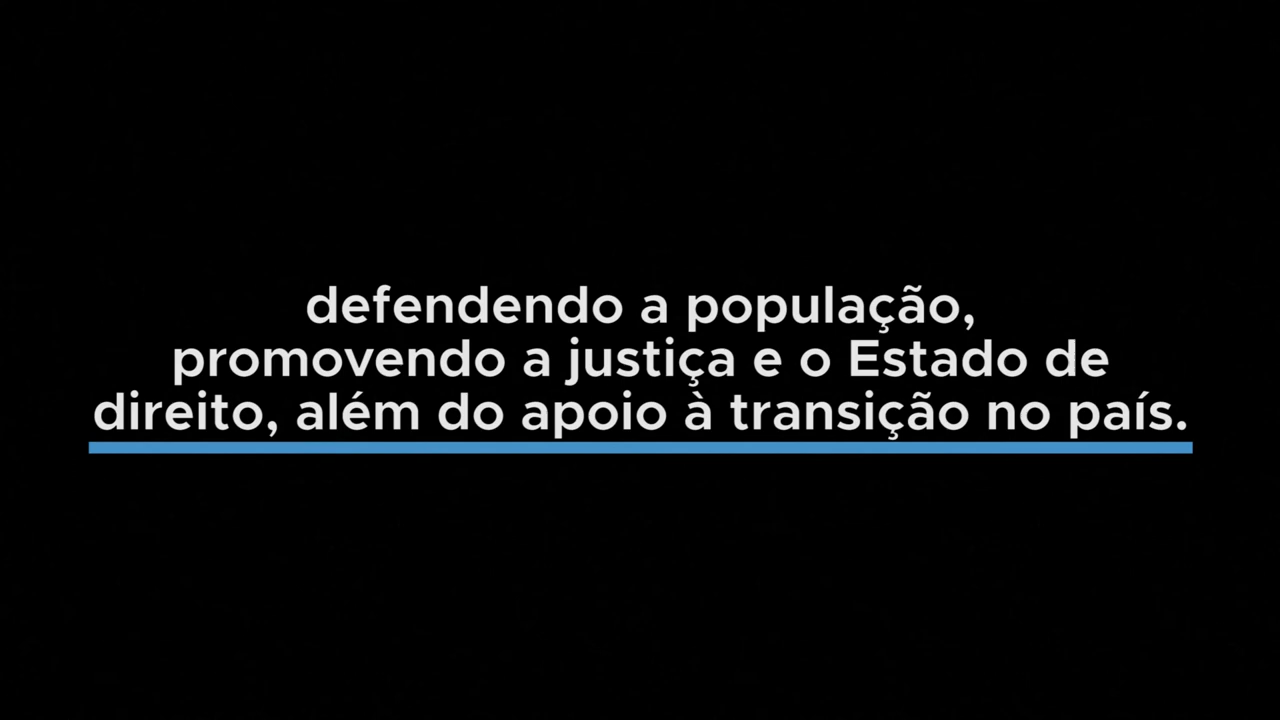 defendendo a população,
promovendo a justiça e o Estado de
direito, além do apoio à transição no país.